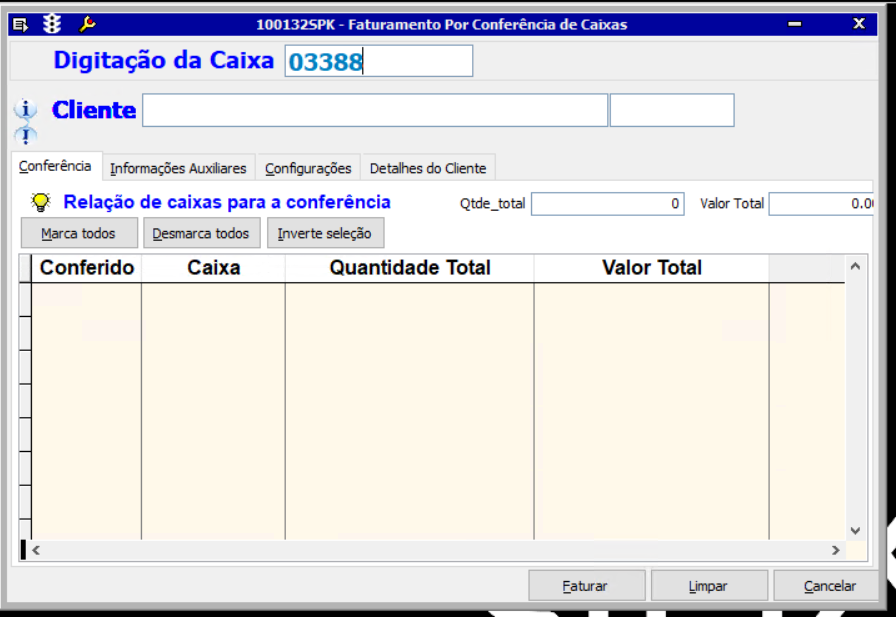 100132SPK - Faturamento Por Conferência de Caixas
Digitação da Caixa 03388
Cliente
Conferência Informações Auxiliares Configurações Detalhes do Cliente
Relação de caixas para a conferência Qtde_total 0 Valor Total 0.00
Marca todos Desmarca todos Inverte seleção
Conferido Caixa Quantidade Total Valor Total
Faturar Limpar Cancelar